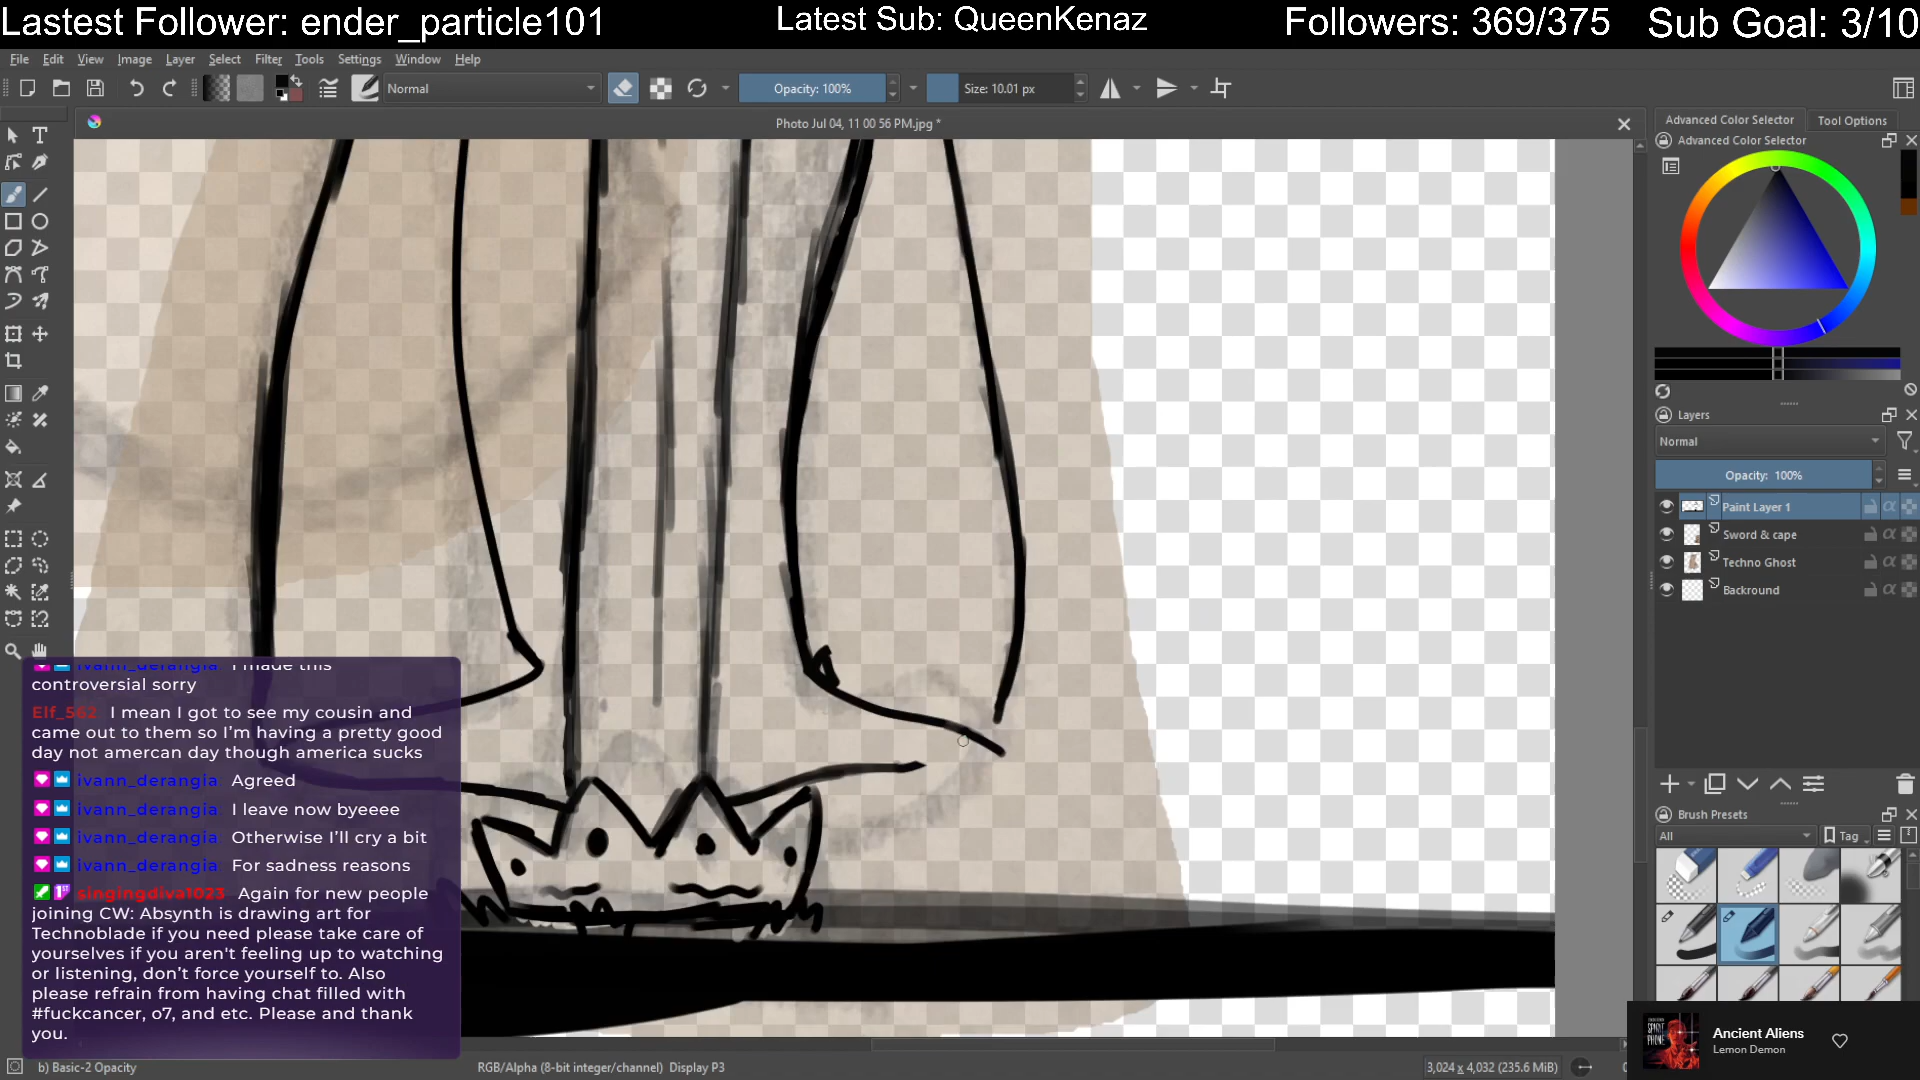 Lastest Follower: ender_particle101
Latest Sub: QueenKenaz
Followers: 369/375
Sub Goal: 3/10
File Edit View Image Layer Select Filter Tools Settings Window Help
Normal
Opacity: 100%
Size: 10.01 px
Photo Jul 04, 11 00 56 PM.jpg *
Advanced Color Selector
Tool Options
Advanced Color Selector
Layers
Normal
Opacity: 100%
Paint Layer 1
Sword & cape
Techno Ghost
Backround
Brush Presets
All
Tag
ivann_derangia: I made this
controversial sorry
Elf_562 I mean I got to see my cousin and
came out to them so I'm having a pretty good
day not amercan day though america sucks
ivann_derangia: Agreed
ivann_derangia: I leave now byeeee
ivann_derangia: Otherwise I'll cry a bit
ivann_derangia: For sadness reasons
singingdiva1023 Again for new people
joining CW: Absynth is drawing art for
Technoblade if you need please take care of
yourselves if you aren't feeling up to watching
or listening, don't force yourself to. Also
please refrain from having chat filled with
#fuckcancer, o7, and etc. Please and thank
you.
Ancient Aliens
Lemon Demon
b) Basic-2 Opacity
RGB/Alpha (8-bit integer/channel) Display P3
3,024 x 4,032 (235.6 MiB)